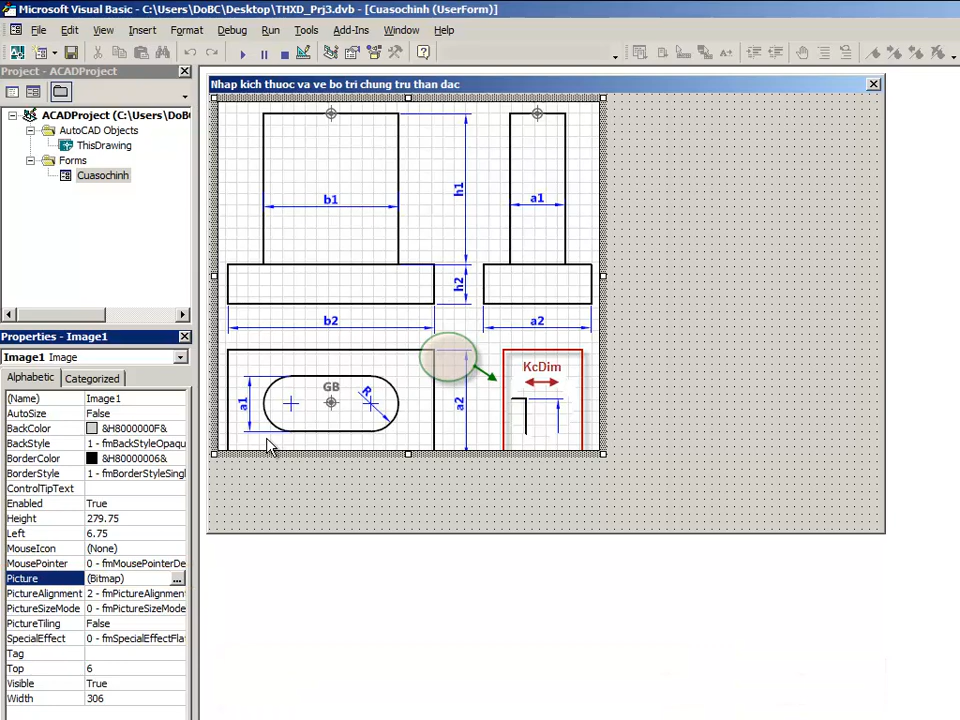 Microsoft Visual Basic - C:\Users\DoBC\Desktop\THXD_Prj3.dvb - [Cuasochinh (UserForm)]
File Edit View Insert Format Debug Run Tools Add-Ins Window Help
Project - ACADProject
Nhap kich thuoc va ve bo tri chung tru than dac
ACADProject (C:\Users\DoBC
AutoCAD Objects
ThisDrawing
Forms
Cuasochinh
b1
h1
a1
h2
b2
a2
GB
R
a1
a2
KcDim
Properties - Image1
Image1 Image
Alphabetic Categorized
(Name) Image1
AutoSize False
BackColor &H8000000F&
BackStyle 1 - fmBackStyleOpaqu
BorderColor &H80000006&
BorderStyle 1 - fmBorderStyleSingl
ControlTipText
Enabled True
Height 279.75
Left 6.75
MouseIcon (None)
MousePointer 0 - fmMousePointerDe
Picture (Bitmap) ...
PictureAlignment 2 - fmPictureAlignmen
PictureSizeMode 0 - fmPictureSizeMode
PictureTiling False
SpecialEffect 0 - fmSpecialEffectFla
Tag
Top 6
Visible True
Width 306